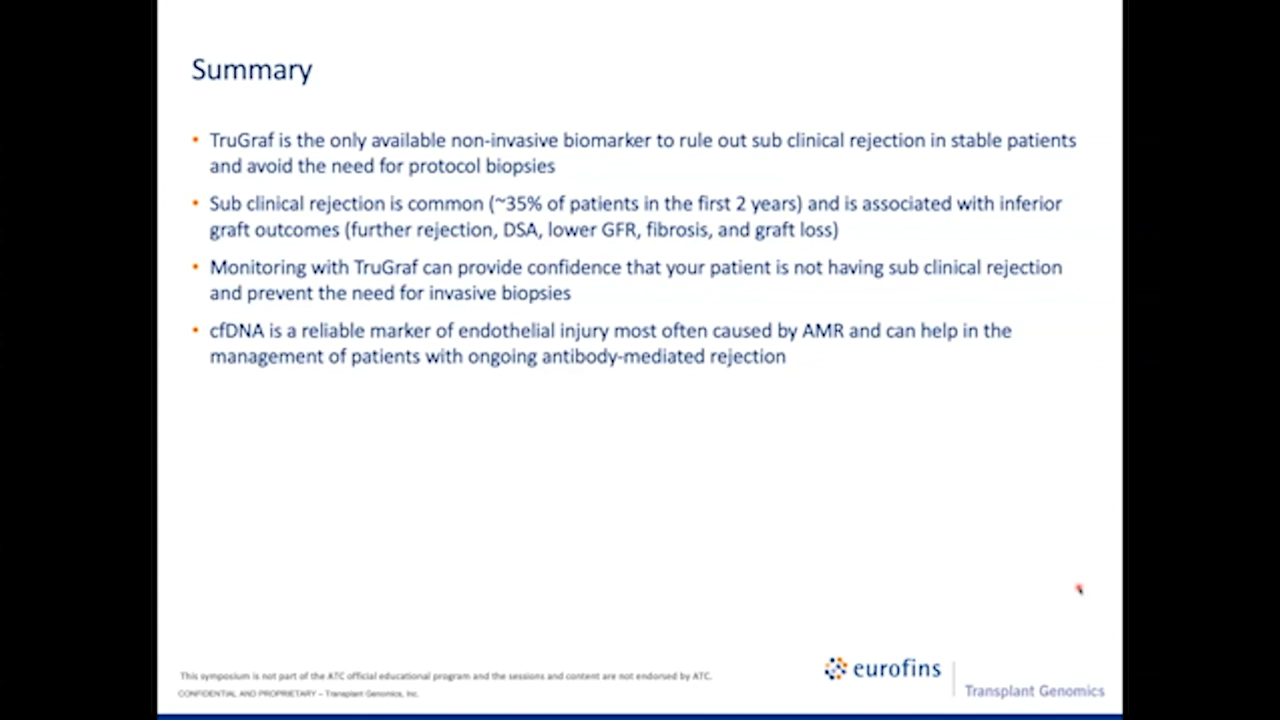 Summary
• TruGraf is the only available non-invasive biomarker to rule out sub clinical rejection in stable patients
and avoid the need for protocol biopsies
• Sub clinical rejection is common (~35% of patients in the first 2 years) and is associated with inferior
graft outcomes (further rejection, DSA, lower GFR, fibrosis, and graft loss)
• Monitoring with TruGraf can provide confidence that your patient is not having sub clinical rejection
and prevent the need for invasive biopsies
• cfDNA is a reliable marker of endothelial injury most often caused by AMR and can help in the
management of patients with ongoing antibody-mediated rejection
This symposium is not part of the ATC official educational program and the sessions and content are not endorsed by ATC.
CONFIDENTIAL AND PROPRIETARY – Transplant Genomics, Inc.
eurofins
Transplant Genomics